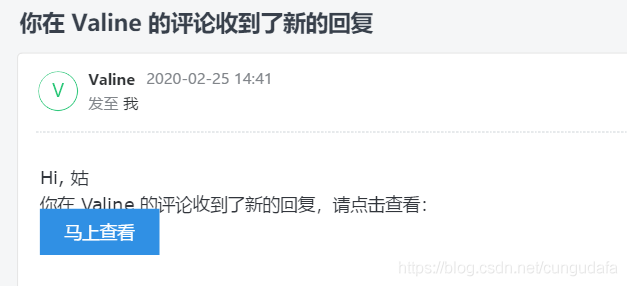 你在 Valine 的评论收到了新的回复
V
Valine 2020-02-25 14:41
发至 我
Hi, 姑
你在 Valine 的评论收到了新的回复，请点击查看：
马上查看
https://blog.csdn.net/cungudafa